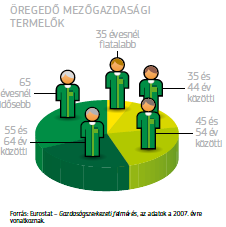 ÖREGEDŐ MEZŐGAZDASÁGI
TERMELŐK
35 évesnél
fiatalabb
35 és
44 év
közötti
45 és
54 év
közötti
55 és
64 év
közötti
65
évesnél
idősebb
Forrás: Eurostat – Gazdaságszerkezeti felmérés, az adatok a 2007. évre
vonatkoznak.